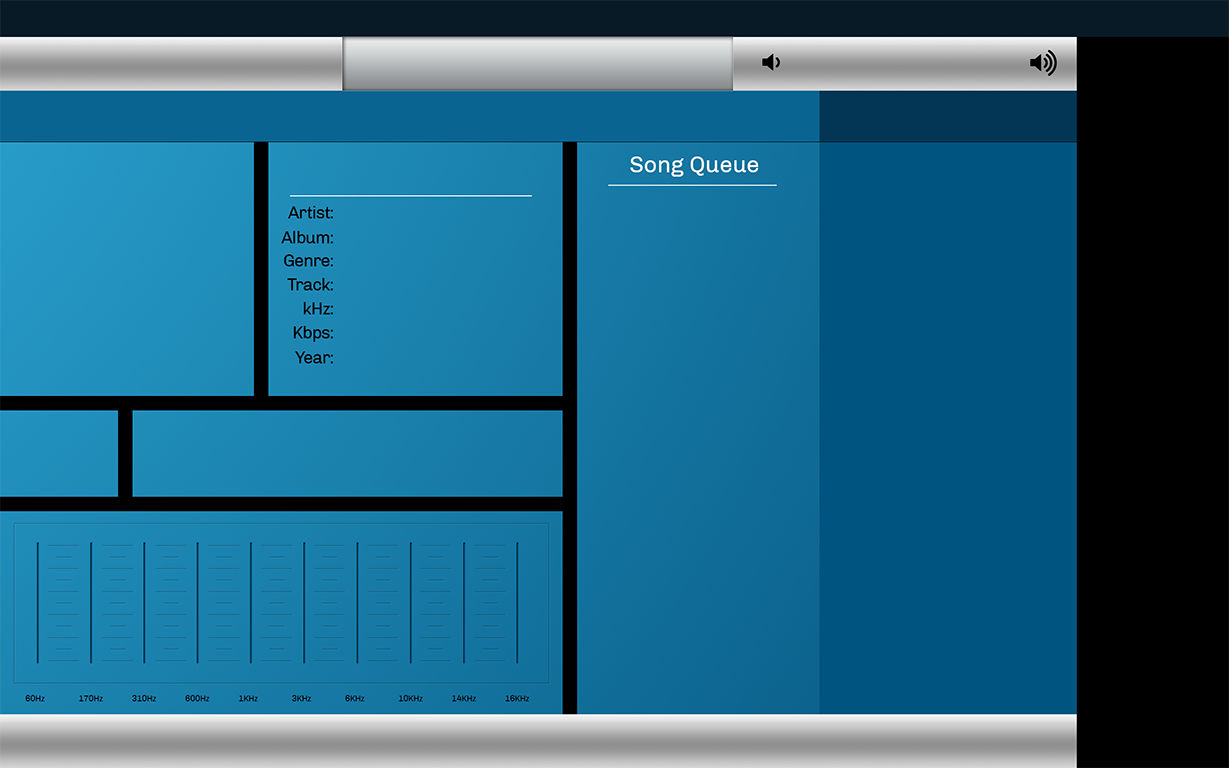 Song Queue
Artist:
Album:
Genre:
Track:
kHz:
Kbps:
Year:
60Hz 170Hz 310Hz 600Hz 1KHz 3KHz 6KHz 10KHz 14KHz 16KHz